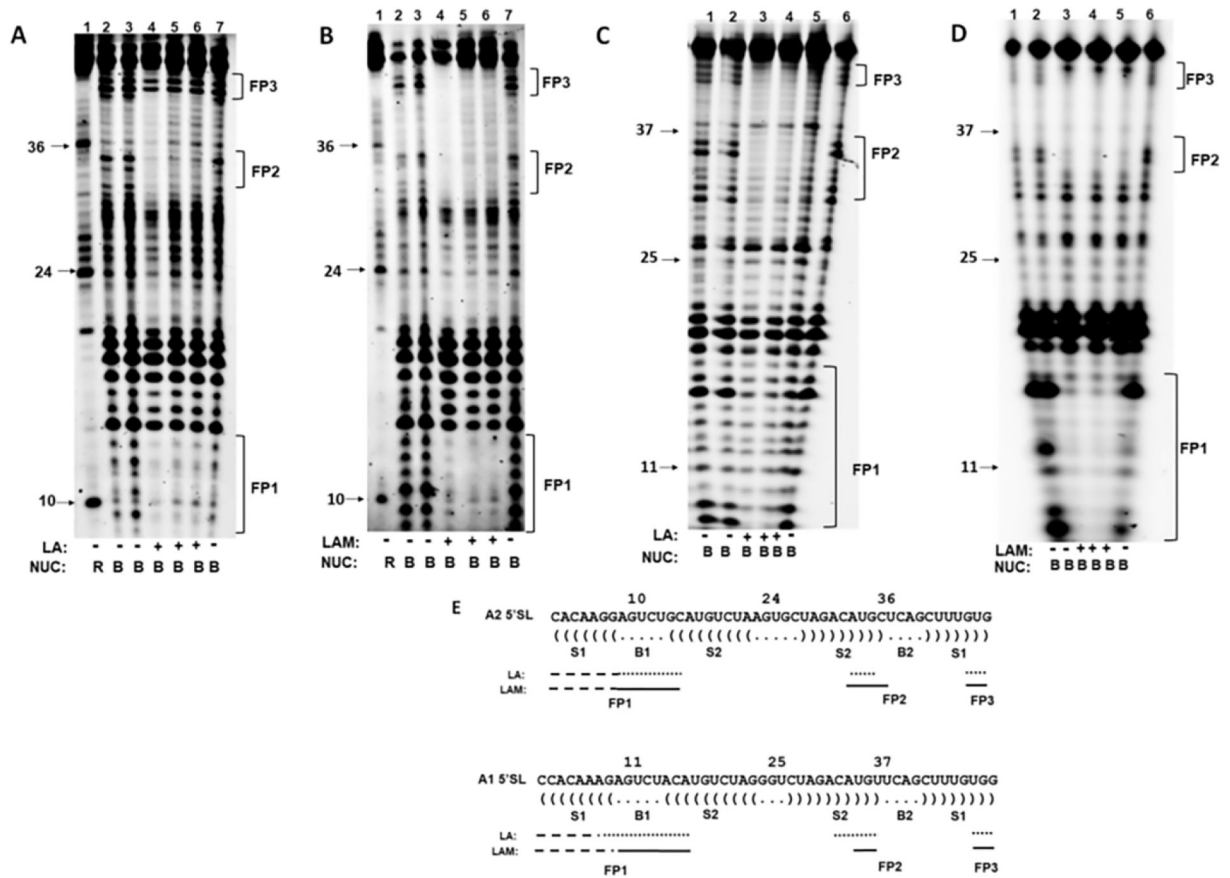 A
1 2 3 4 5 6 7
FP3
36
FP2
24
10
FP1
LA: - - - + + + -
NUC: R B B B B B B
B
1 2 3 4 5 6 7
FP3
36
FP2
24
10
FP1
LAM: - - - + + + -
NUC: R B B B B B B
C
1 2 3 4 5 6
FP3
37
FP2
25
11
FP1
LA: - - + + + -
NUC: B B B B B B
D
1 2 3 4 5 6
FP3
37
FP2
25
11
FP1
LAM: - - + + + -
NUC: B B B B B B
E
10 24 36
A2 5'SL CACAAGGAGUCUGCAUGUCUAAGUGCUAGACAUGCUCAGCUUUGUG
(((((((.....((((((((.....))))))))....)))))))
S1 B1 S2 S2 B2 S1
LA:
LAM:
FP1 FP2 FP3
11 25 37
A1 5'SL CCACAAAGAGUCUACAUGUCUAGGGUCUAGACAUGUUCAGCUUUGUGG
((((((((.....(((((((((...)))))))))....))))))))
S1 B1 S2 S2 B2 S1
LA:
LAM:
FP1 FP2 FP3